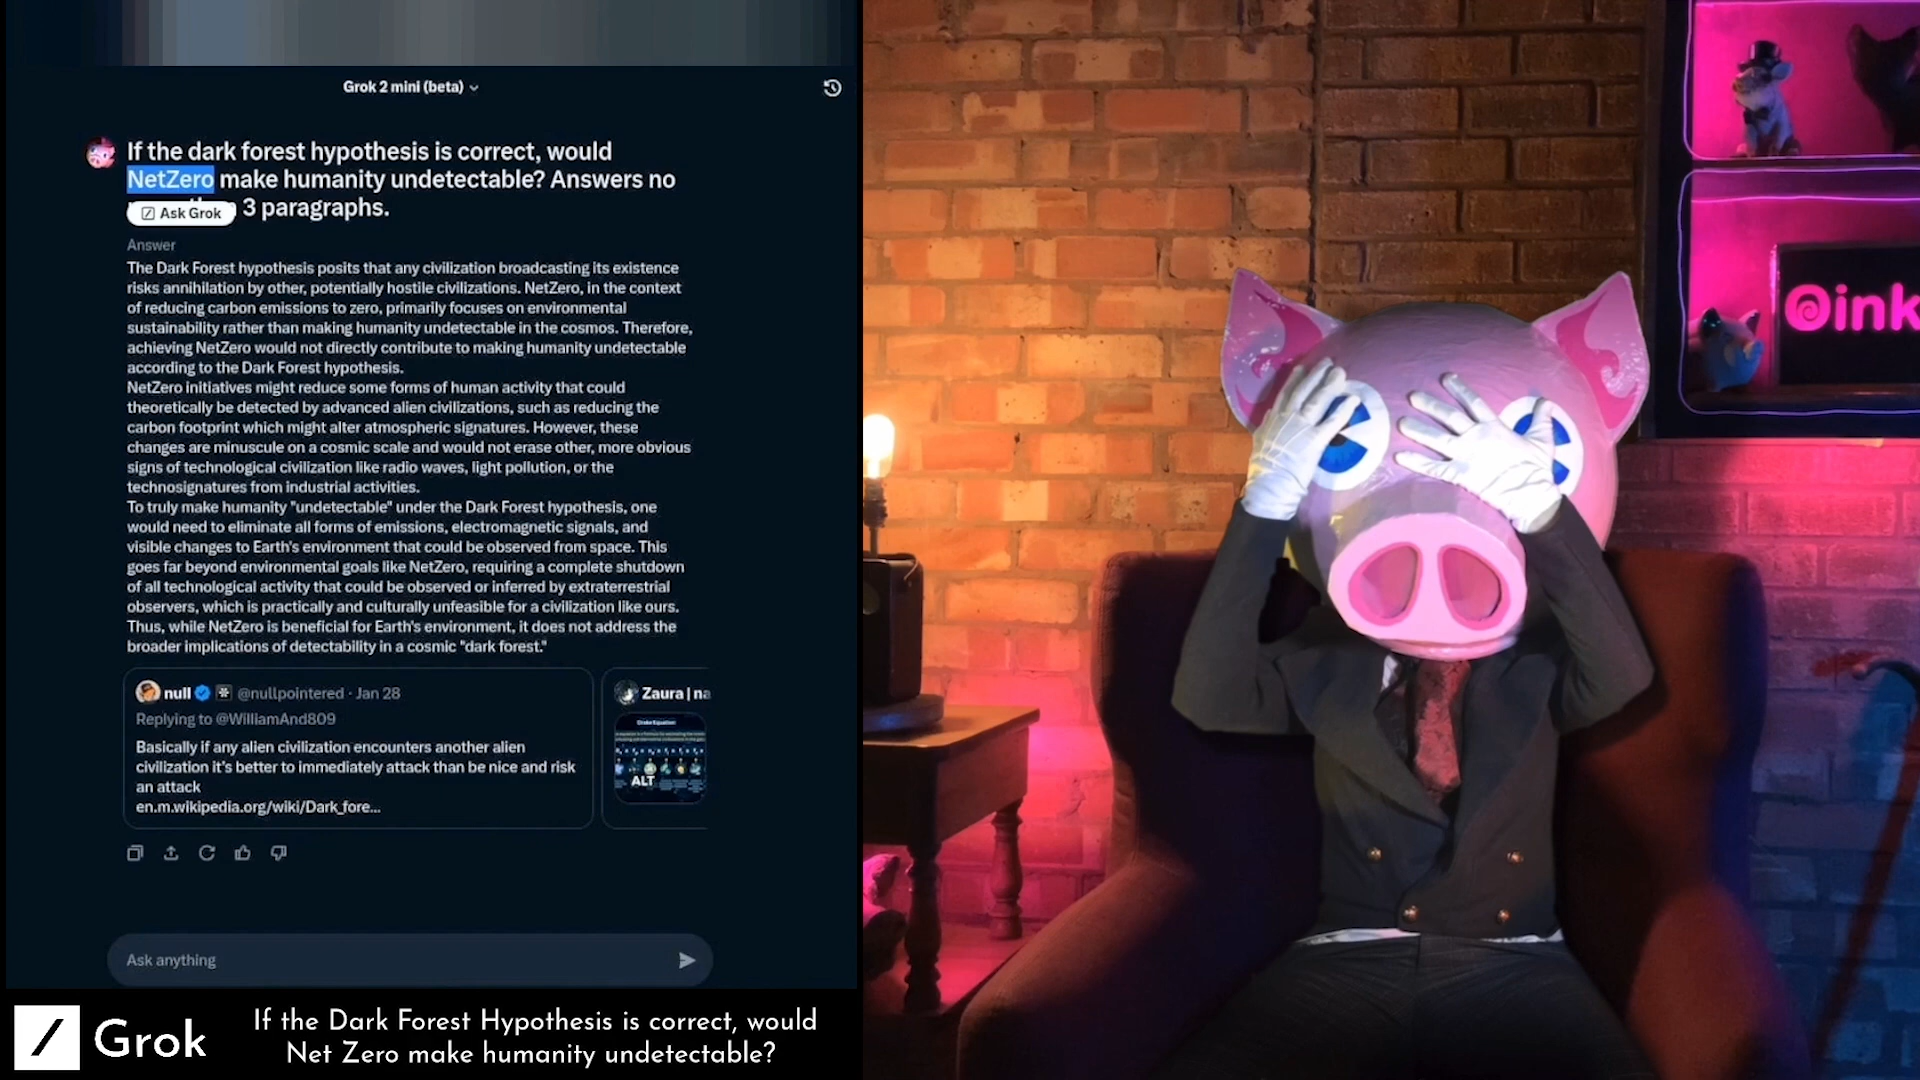 Grok 2 mini (beta)
If the dark forest hypothesis is correct, would
NetZero make humanity undetectable? Answers no
3 paragraphs.
Ask Grok
Answer
The Dark Forest hypothesis posits that any civilization broadcasting its existence
risks annihilation by other, potentially hostile civilizations. NetZero, in the context
of reducing carbon emissions to zero, primarily focuses on environmental
sustainability rather than making humanity undetectable in the cosmos. Therefore,
achieving NetZero would not directly contribute to making humanity undetectable
according to the Dark Forest hypothesis.
NetZero initiatives might reduce some forms of human activity that could
theoretically be detected by advanced alien civilizations, such as reducing the
carbon footprint which might alter atmospheric signatures. However, these
changes are minuscule on a cosmic scale and would not erase other, more obvious
signs of technological civilization like radio waves, light pollution, or the
technosignatures from industrial activities.
To truly make humanity "undetectable" under the Dark Forest hypothesis, one
would need to eliminate all forms of emissions, electromagnetic signals, and
visible changes to Earth's environment that could be observed from space. This
goes far beyond environmental goals like NetZero, requiring a complete shutdown
of all technological activity that could be observed or inferred by extraterrestrial
observers, which is practically and culturally unfeasible for a civilization like ours.
Thus, while NetZero is beneficial for Earth's environment, it does not address the
broader implications of detectability in a cosmic "dark forest."
null @nullpointered · Jan 28
Replying to @WilliamAnd809
Basically if any alien civilization encounters another alien
civilization it's better to immediately attack than be nice and risk
an attack
en.m.wikipedia.org/wiki/Dark_fore...
Zaura | na
Drake Equation
ALT
Ask anything
Grok
If the Dark Forest Hypothesis is correct, would
Net Zero make humanity undetectable?
Oink